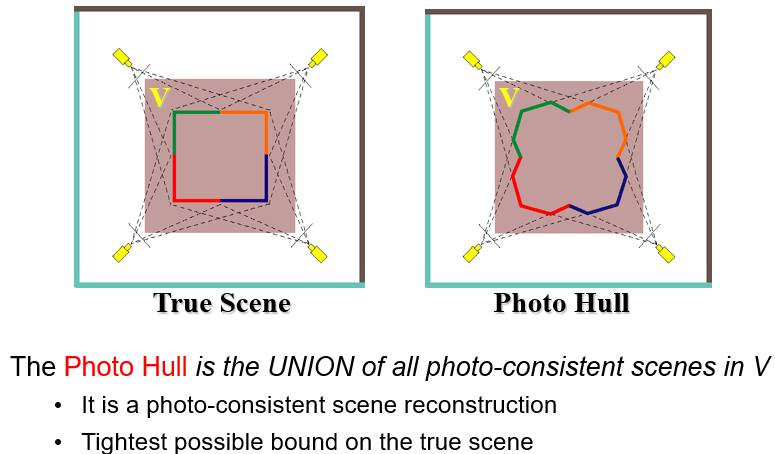 V
V
True Scene
Photo Hull
The Photo Hull is the UNION of all photo-consistent scenes in V
• It is a photo-consistent scene reconstruction
• Tightest possible bound on the true scene